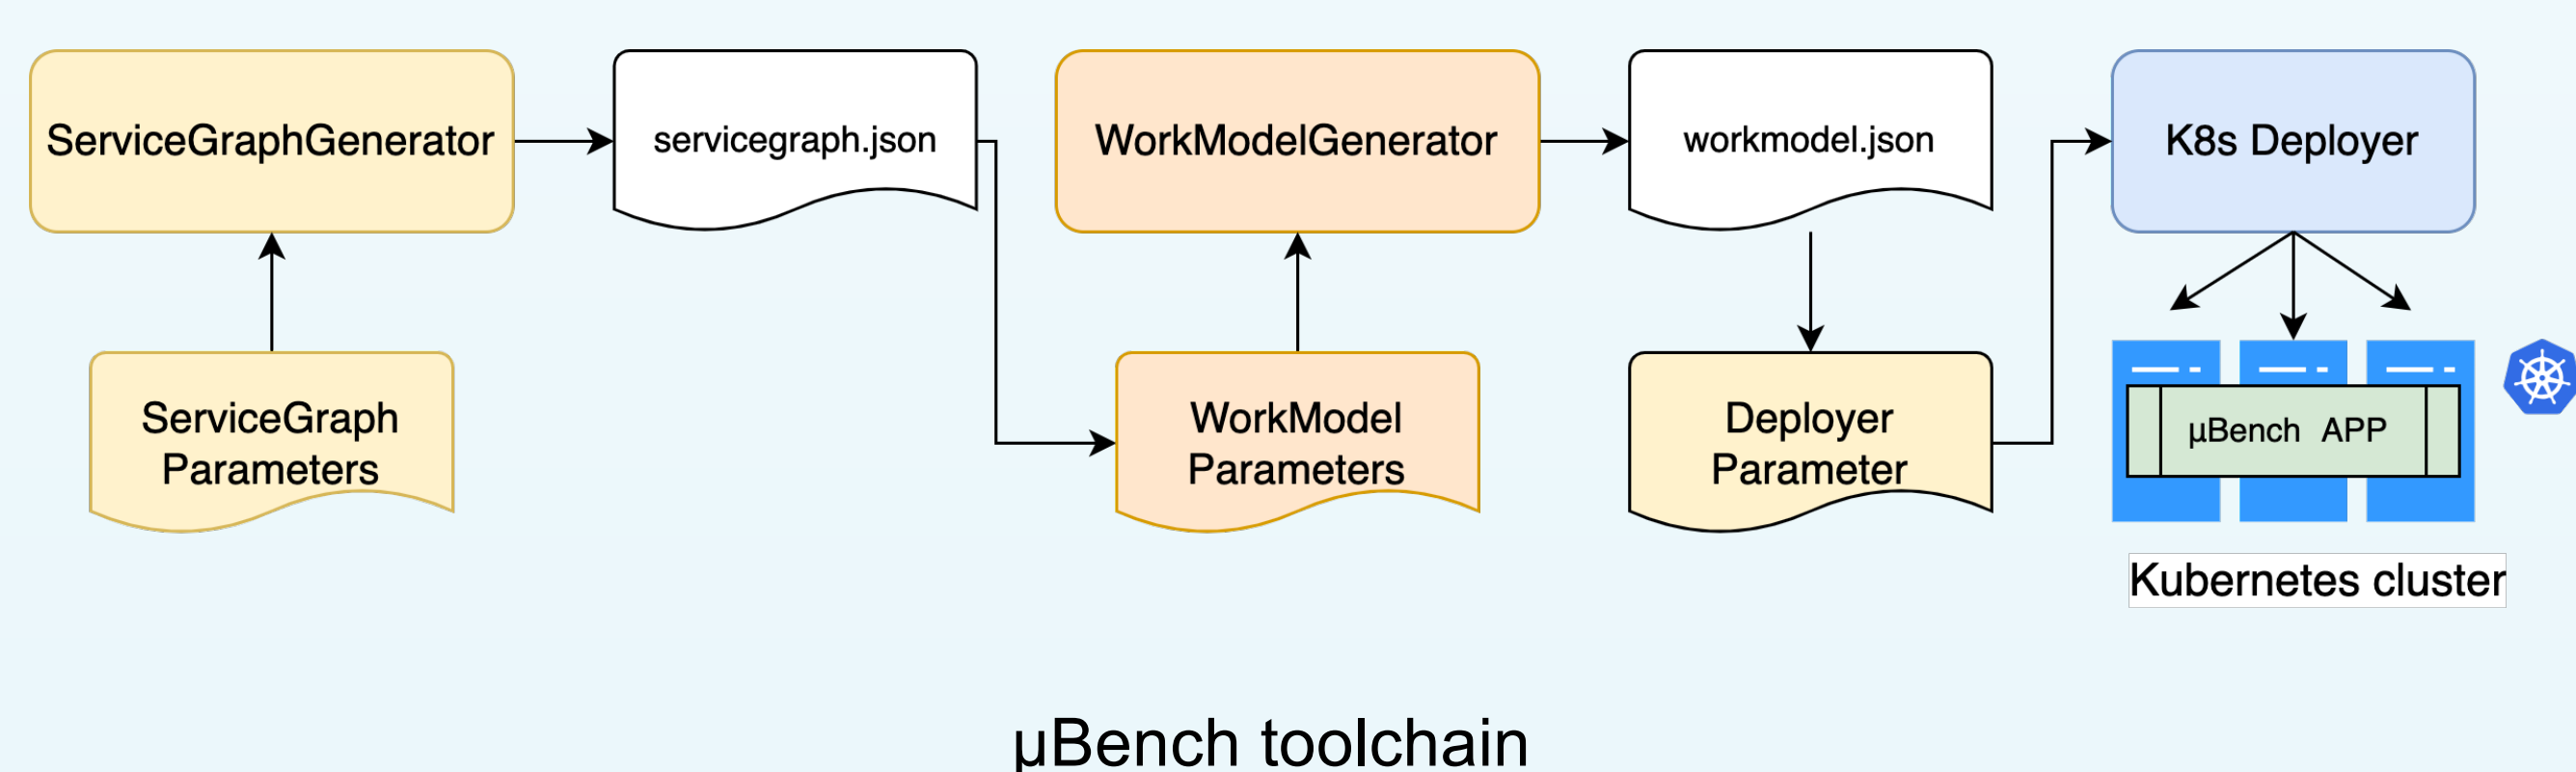 ServiceGraphGenerator
servicegraph.json
WorkModelGenerator
workmodel.json
K8s Deployer
ServiceGraph
Parameters
WorkModel
Parameters
Deployer
Parameter
µBench APP
Kubernetes cluster
µBench toolchain